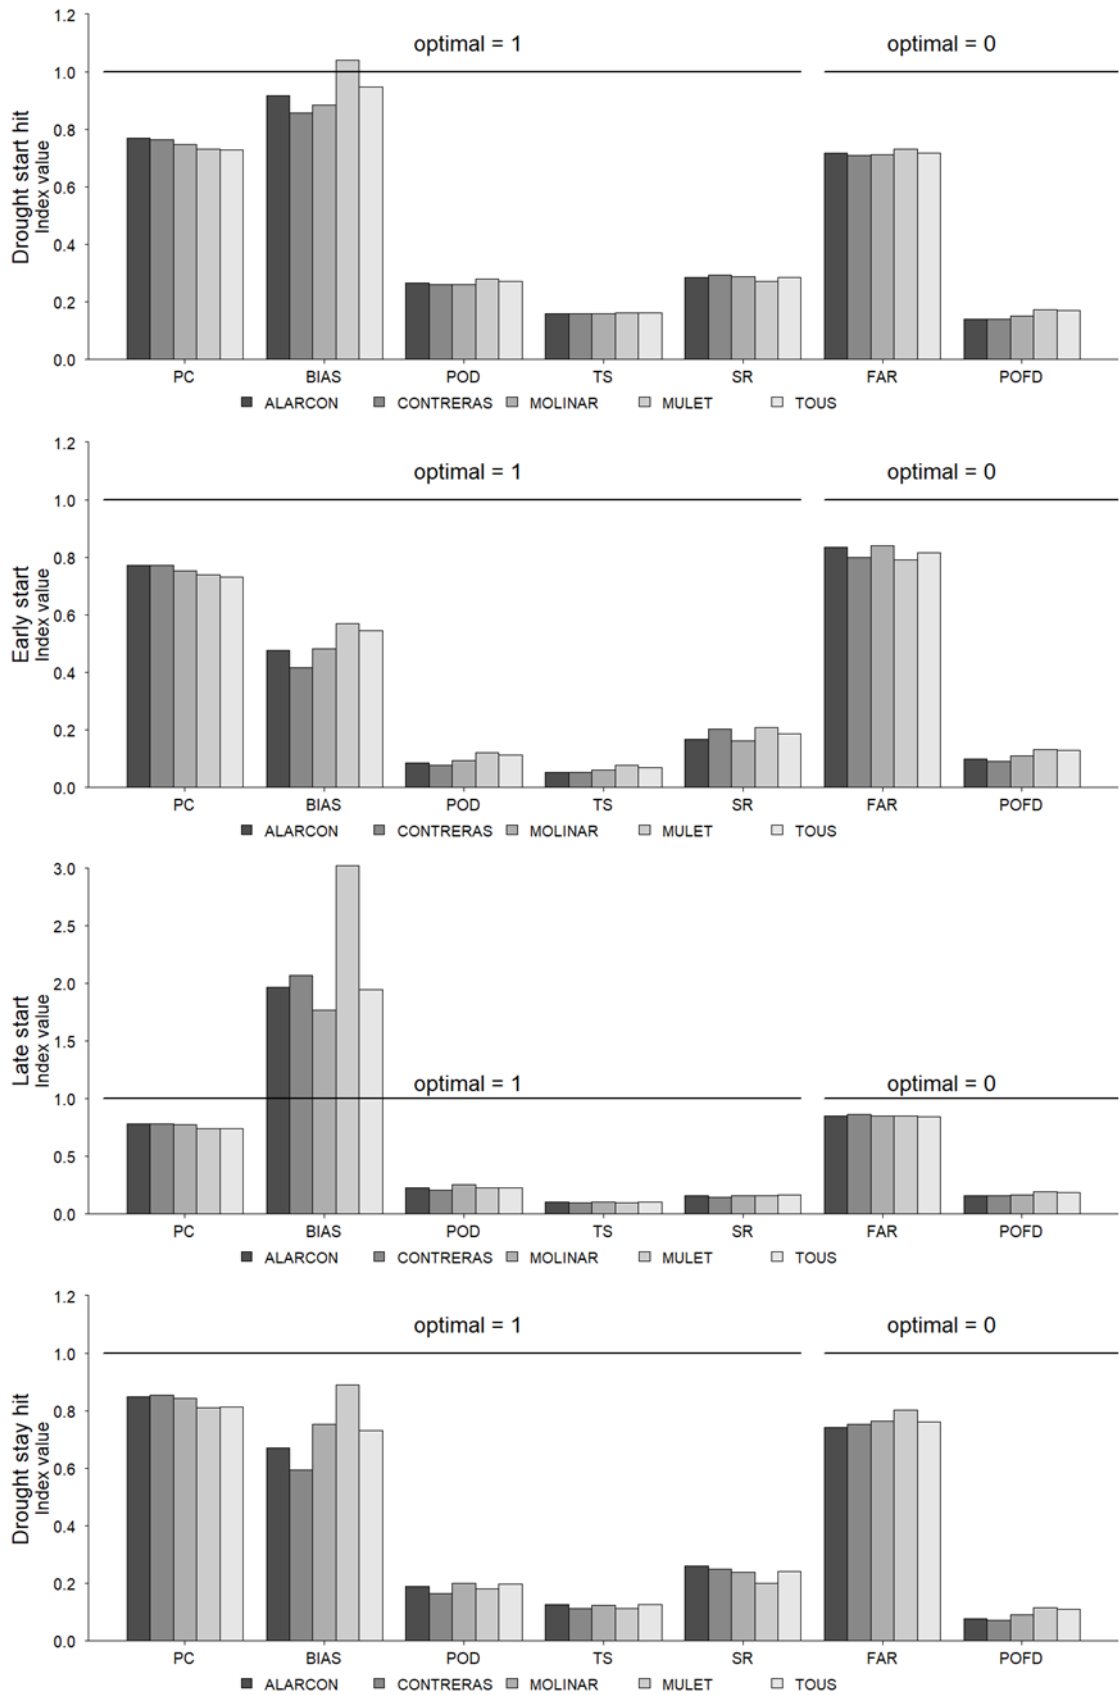 1.2
optimal = 1 optimal = 0
1.0
0.8
0.6
0.4
0.2
0.0
Drought start hit
Index value
PC BIAS POD TS SR FAR POFD
ALARCON CONTRERAS MOLINAR MULET TOUS
1.2
optimal = 1 optimal = 0
1.0
0.8
0.6
0.4
0.2
0.0
Early start
Index value
PC BIAS POD TS SR FAR POFD
ALARCON CONTRERAS MOLINAR MULET TOUS
3.0
2.5
2.0
1.5
optimal = 1 optimal = 0
1.0
0.5
0.0
Late start
Index value
PC BIAS POD TS SR FAR POFD
ALARCON CONTRERAS MOLINAR MULET TOUS
1.2
optimal = 1 optimal = 0
1.0
0.8
0.6
0.4
0.2
0.0
Drought stay hit
Index value
PC BIAS POD TS SR FAR POFD
ALARCON CONTRERAS MOLINAR MULET TOUS